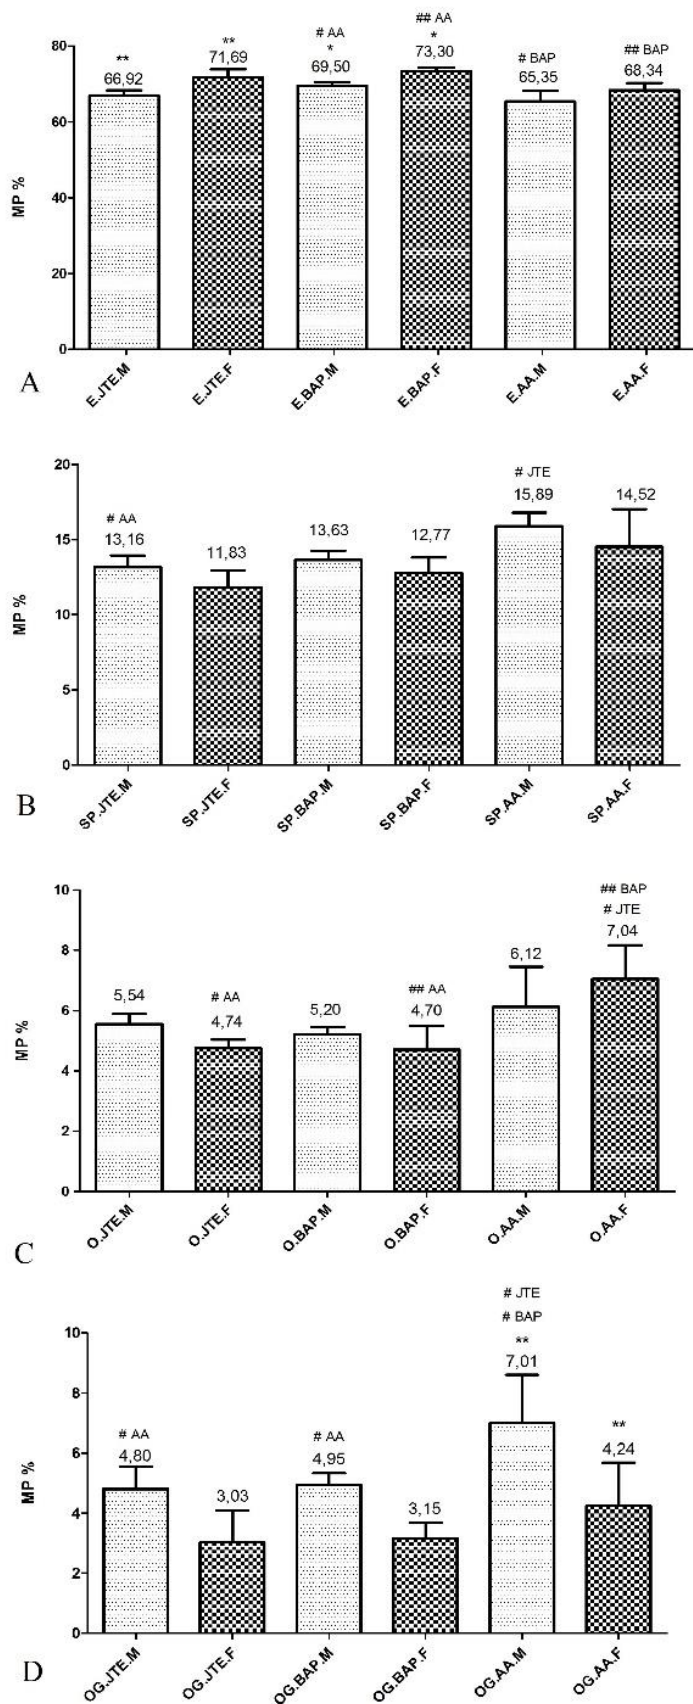 # AA
## AA
**
**
*
*
# BAP
## BAP
66,92
71,69
69,50
73,30
65,35
68,34
80
60
40
20
0
MP %
E.JTE.M
E.JTE.F
E.BAP.M
E.BAP.F
E.AA.M
E.AA.F
A
# AA
# JTE
13,16
11,83
13,63
12,77
15,89
14,52
20
15
10
5
0
MP %
SP.JTE.M
SP.JTE.F
SP.BAP.M
SP.BAP.F
SP.AA.M
SP.AA.F
B
## BAP
# AA
## AA
# JTE
5,54
4,74
5,20
4,70
6,12
7,04
10
8
6
4
2
0
MP %
O.JTE.M
O.JTE.F
O.BAP.M
O.BAP.F
O.AA.M
O.AA.F
C
# JTE
# BAP
# AA
# AA
**
**
4,80
3,03
4,95
3,15
7,01
4,24
10
8
6
4
2
0
MP %
OG.JTE.M
OG.JTE.F
OG.BAP.M
OG.BAP.F
OG.AA.M
OG.AA.F
D